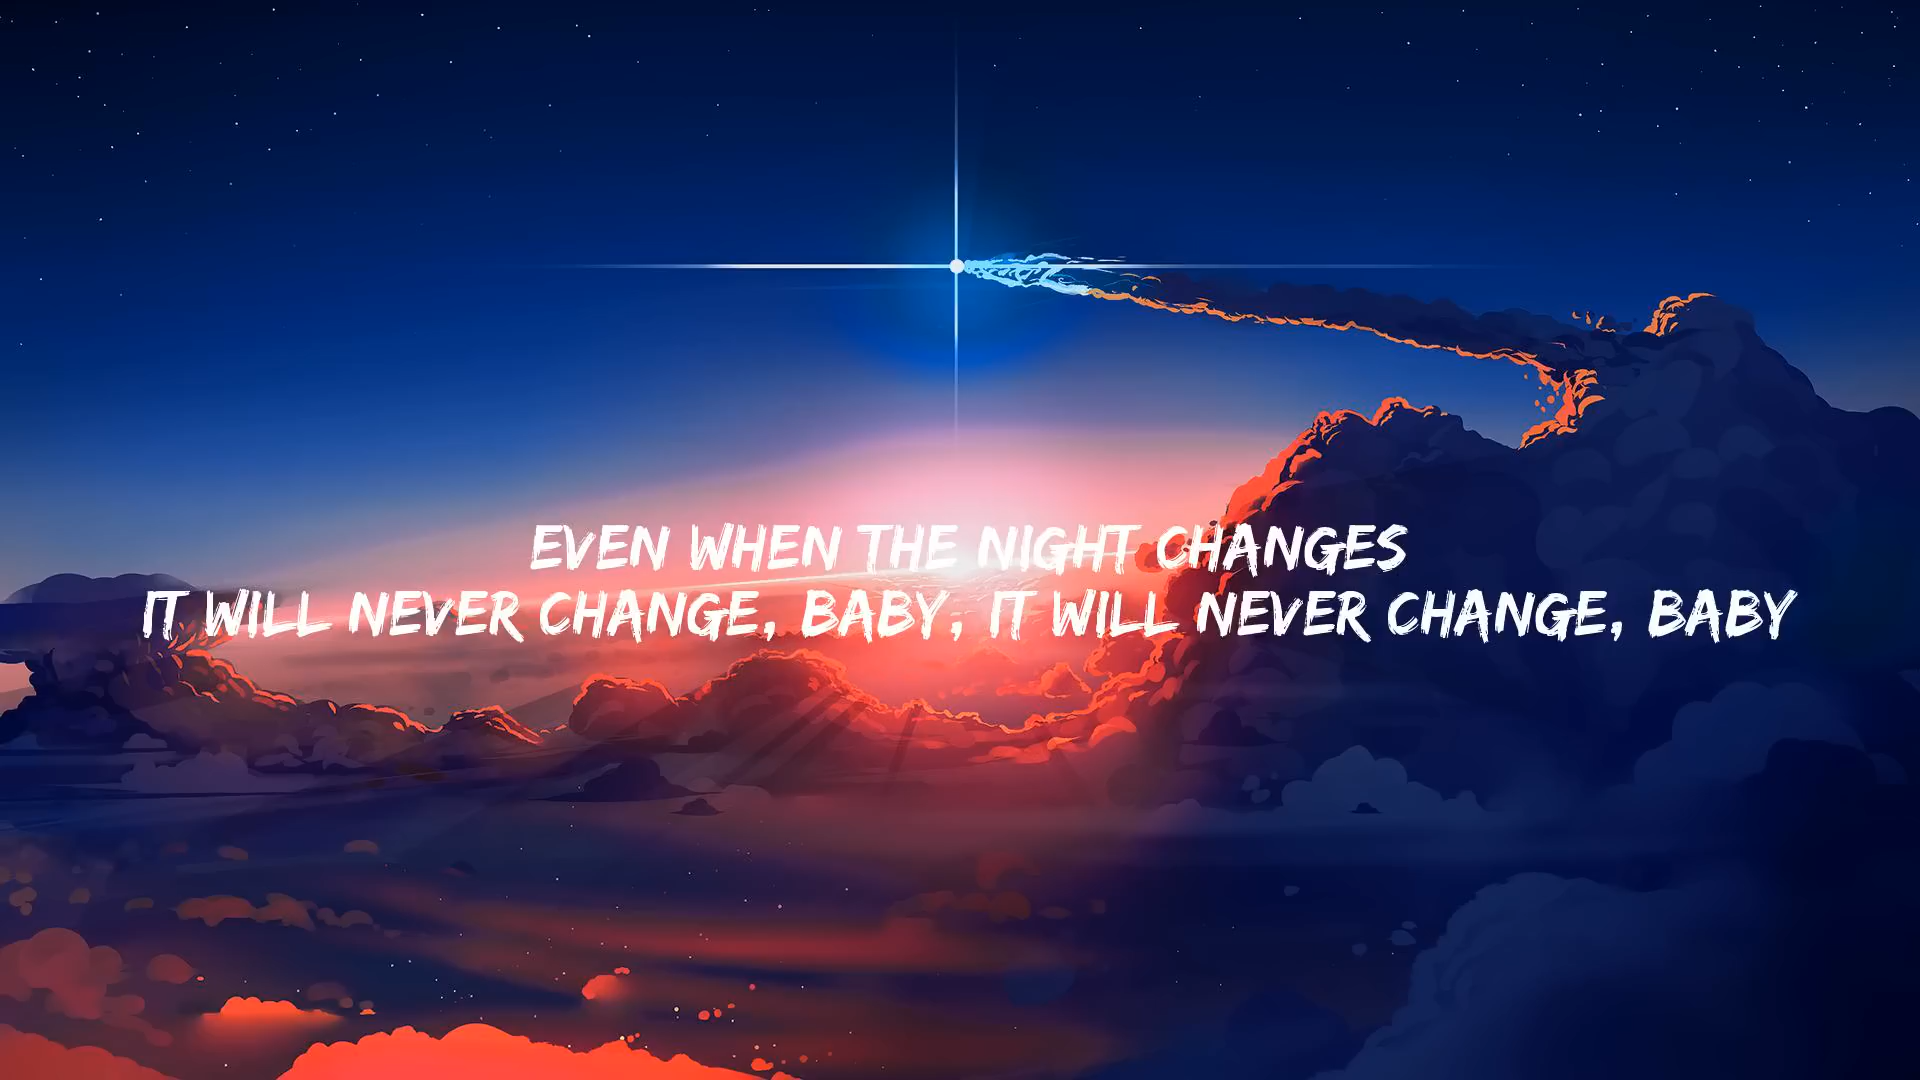 EVEN WHEN THE NIGHT CHANGES
IT WILL NEVER CHANGE, BABY, IT WILL NEVER CHANGE, BABY